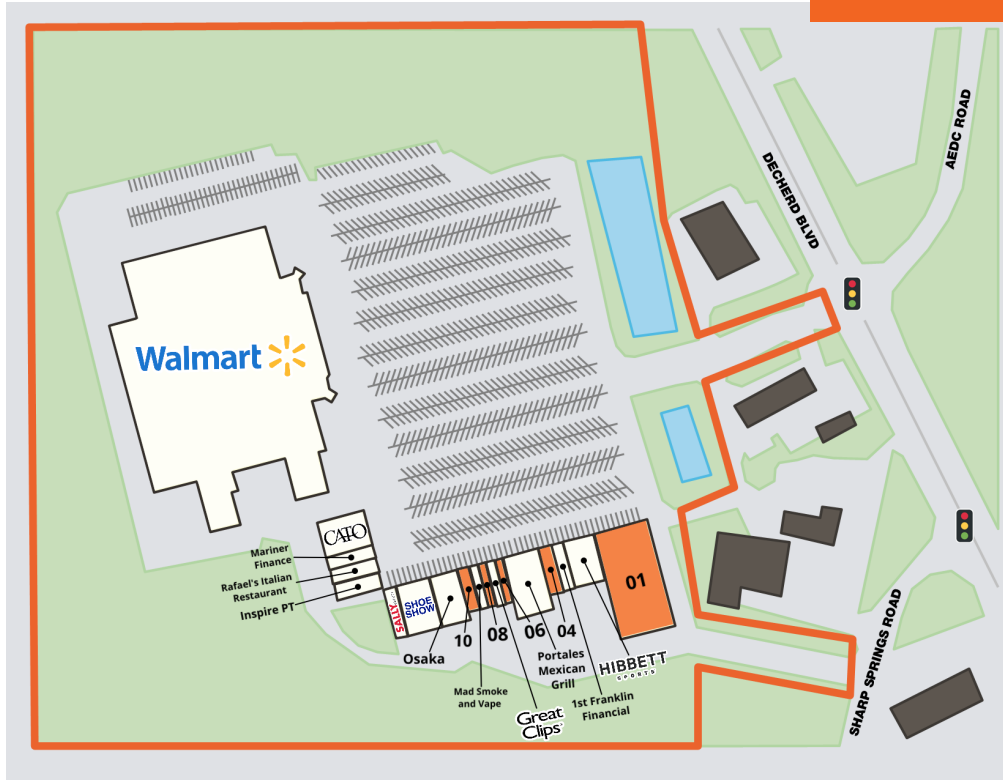 AEDC ROAD
DECHERD BLVD
Walmart
CATO
Mariner
Finance
Rafael's Italian
Restaurant
Inspire PT
SALLY
SHOE
SHOW
Osaka
10
08
06
04
01
Mad Smoke
and Vape
Great
Clips
Portales
Mexican
Grill
1st Franklin
Financial
HIBBETT
SPORTS
SHARP SPRINGS ROAD